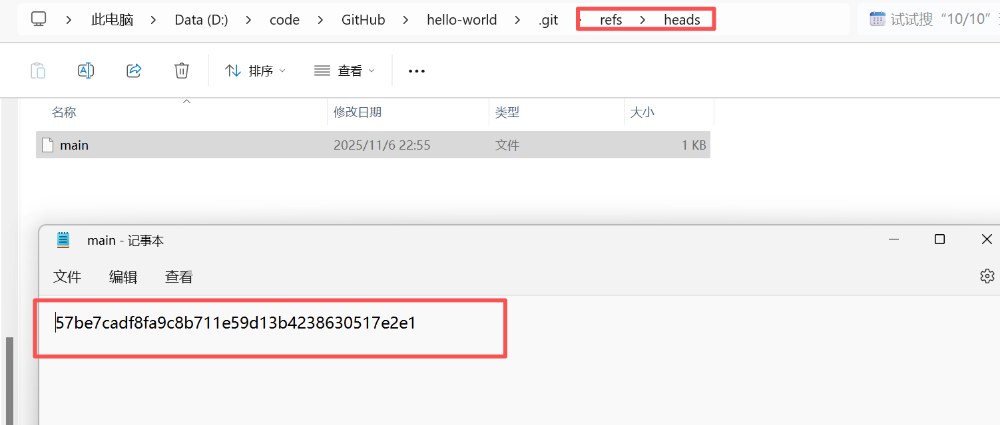 此电脑 > Data (D:) > code > GitHub > hello-world > .git > refs > heads
试试搜 “10/10”
排序 查看
名称 修改日期 类型 大小
main 2025/11/6 22:55 文件 1 KB
main - 记事本
文件 编辑 查看
57be7cadf8fa9c8b711e59d13b4238630517e2e1